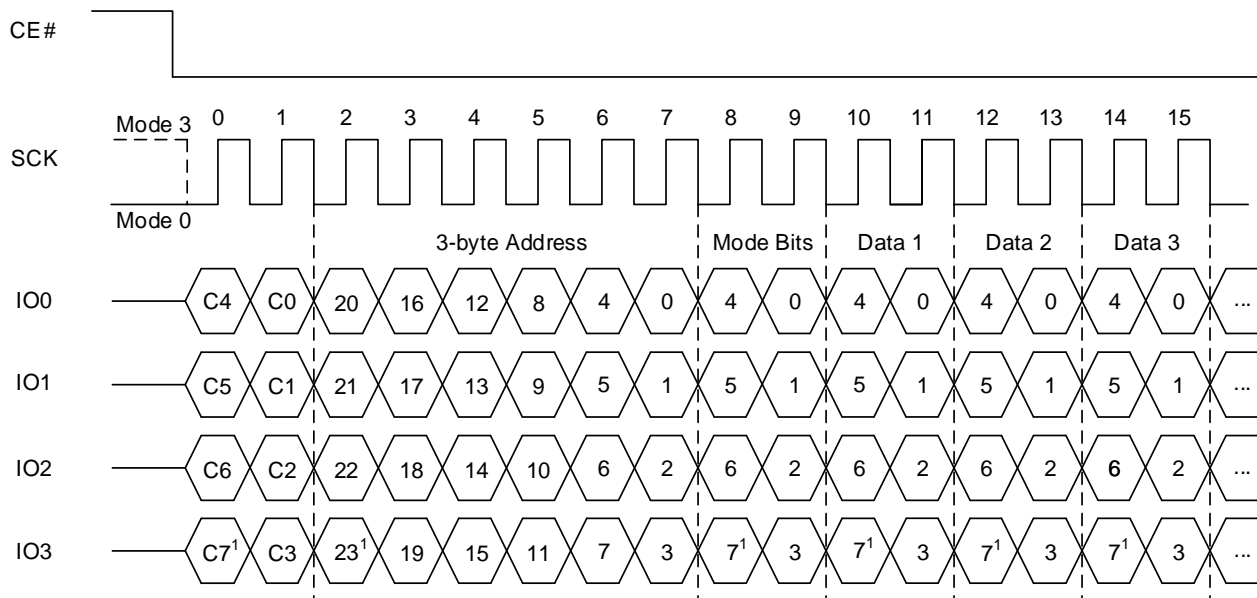 CE#
Mode 3
0 1 2 3 4 5 6 7 8 9 10 11 12 13 14 15
SCK
Mode 0
3-byte Address Mode Bits Data 1 Data 2 Data 3
IO0 C4 C0 20 16 12 8 4 0 4 0 4 0 4 0 4 0 ...
IO1 C5 C1 21 17 13 9 5 1 5 1 5 1 5 1 5 1 ...
IO2 C6 C2 22 18 14 10 6 2 6 2 6 2 6 2 6 2 ...
IO3 C7¹ C3 23¹ 19 15 11 7 3 7¹ 3 7¹ 3 7¹ 3 7¹ 3 ...